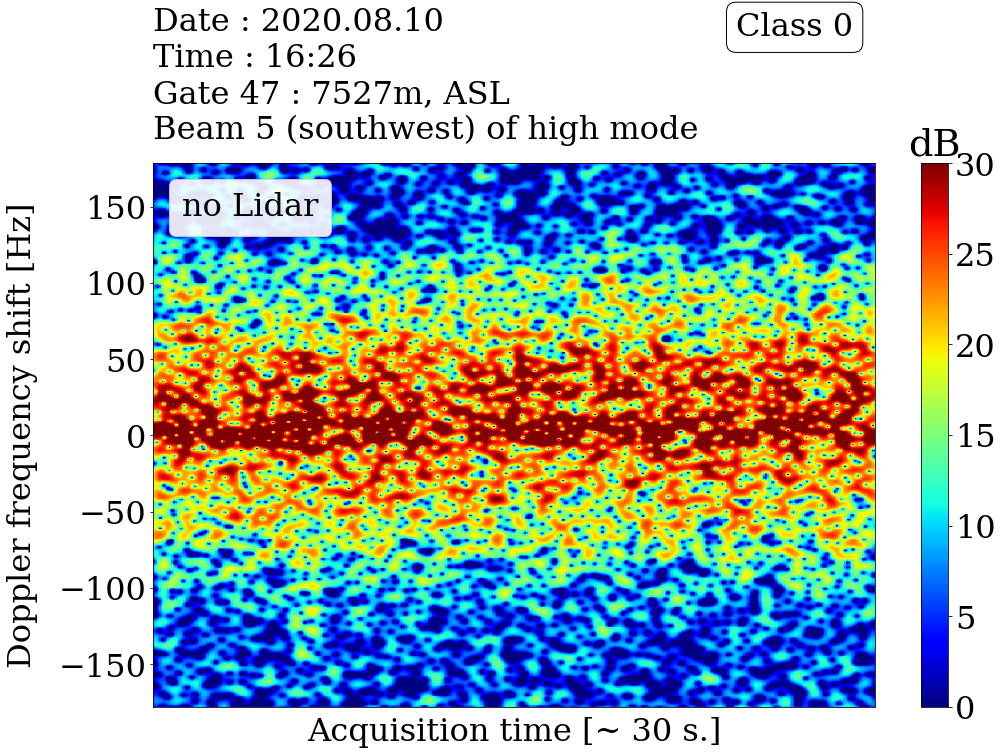 Date : 2020.08.10
Time : 16:26
Gate 47 : 7527m, ASL
Beam 5 (southwest) of high mode
Class 0
dB
no Lidar
Doppler frequency shift [Hz]
150
100
50
0
−50
−100
−150
30
25
20
15
10
5
0
Acquisition time [~ 30 s.]